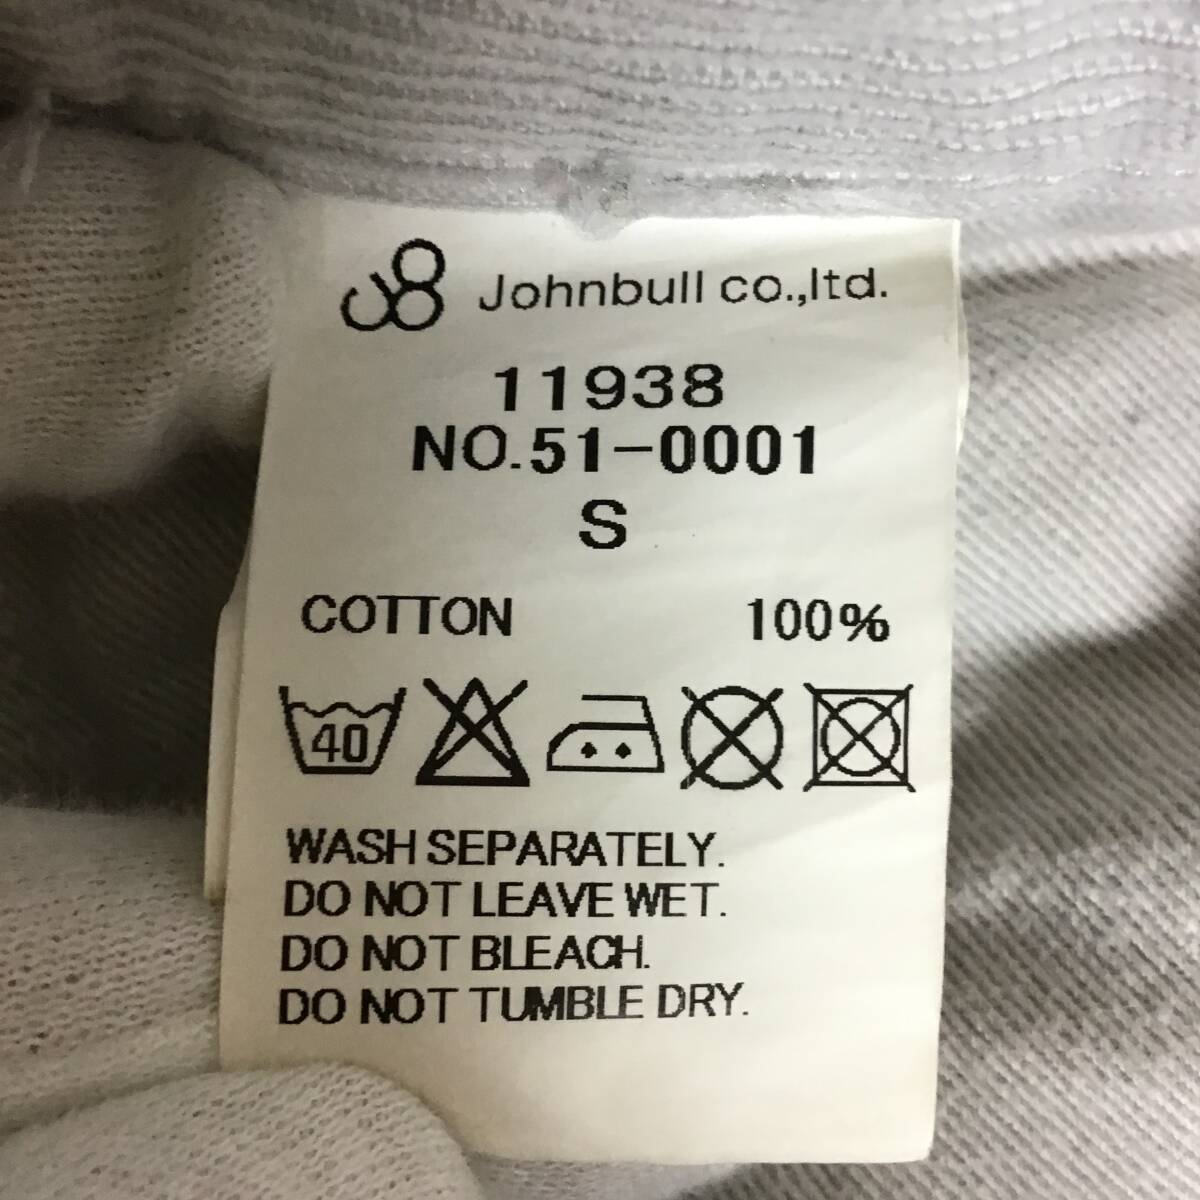 Johnbull co.,ltd.
11938
NO.51-0001
S
COTTON 100%
40
WASH SEPARATELY.
DO NOT LEAVE WET.
DO NOT BLEACH.
DO NOT TUMBLE DRY.